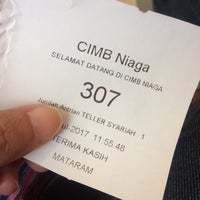 CIMB Niaga
SELAMAT DATANG DI CIMB NIAGA
307
Jumlah Antrian TELLER SYARIAH 1
2017 11:55:48
TERIMA KASIH
MATARAM